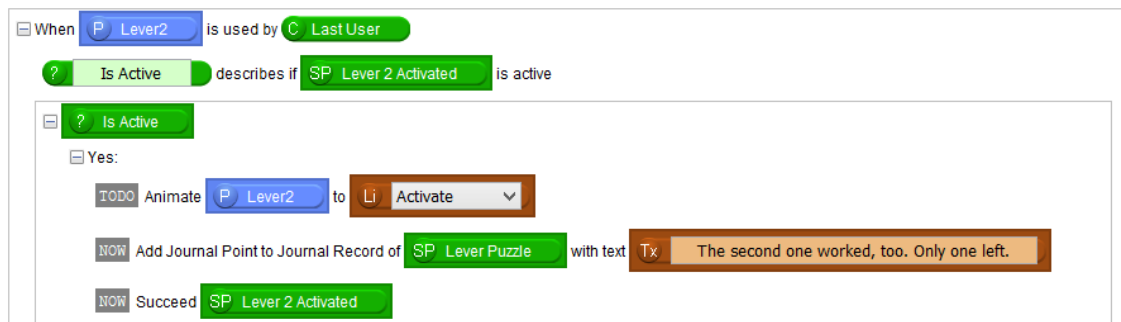 When P Lever2 is used by C Last User
? Is Active describes if SP Lever 2 Activated is active
? Is Active
Yes:
TODO Animate P Lever2 to Li Activate
NOW Add Journal Point to Journal Record of SP Lever Puzzle with text Tx The second one worked, too. Only one left.
NOW Succeed SP Lever 2 Activated